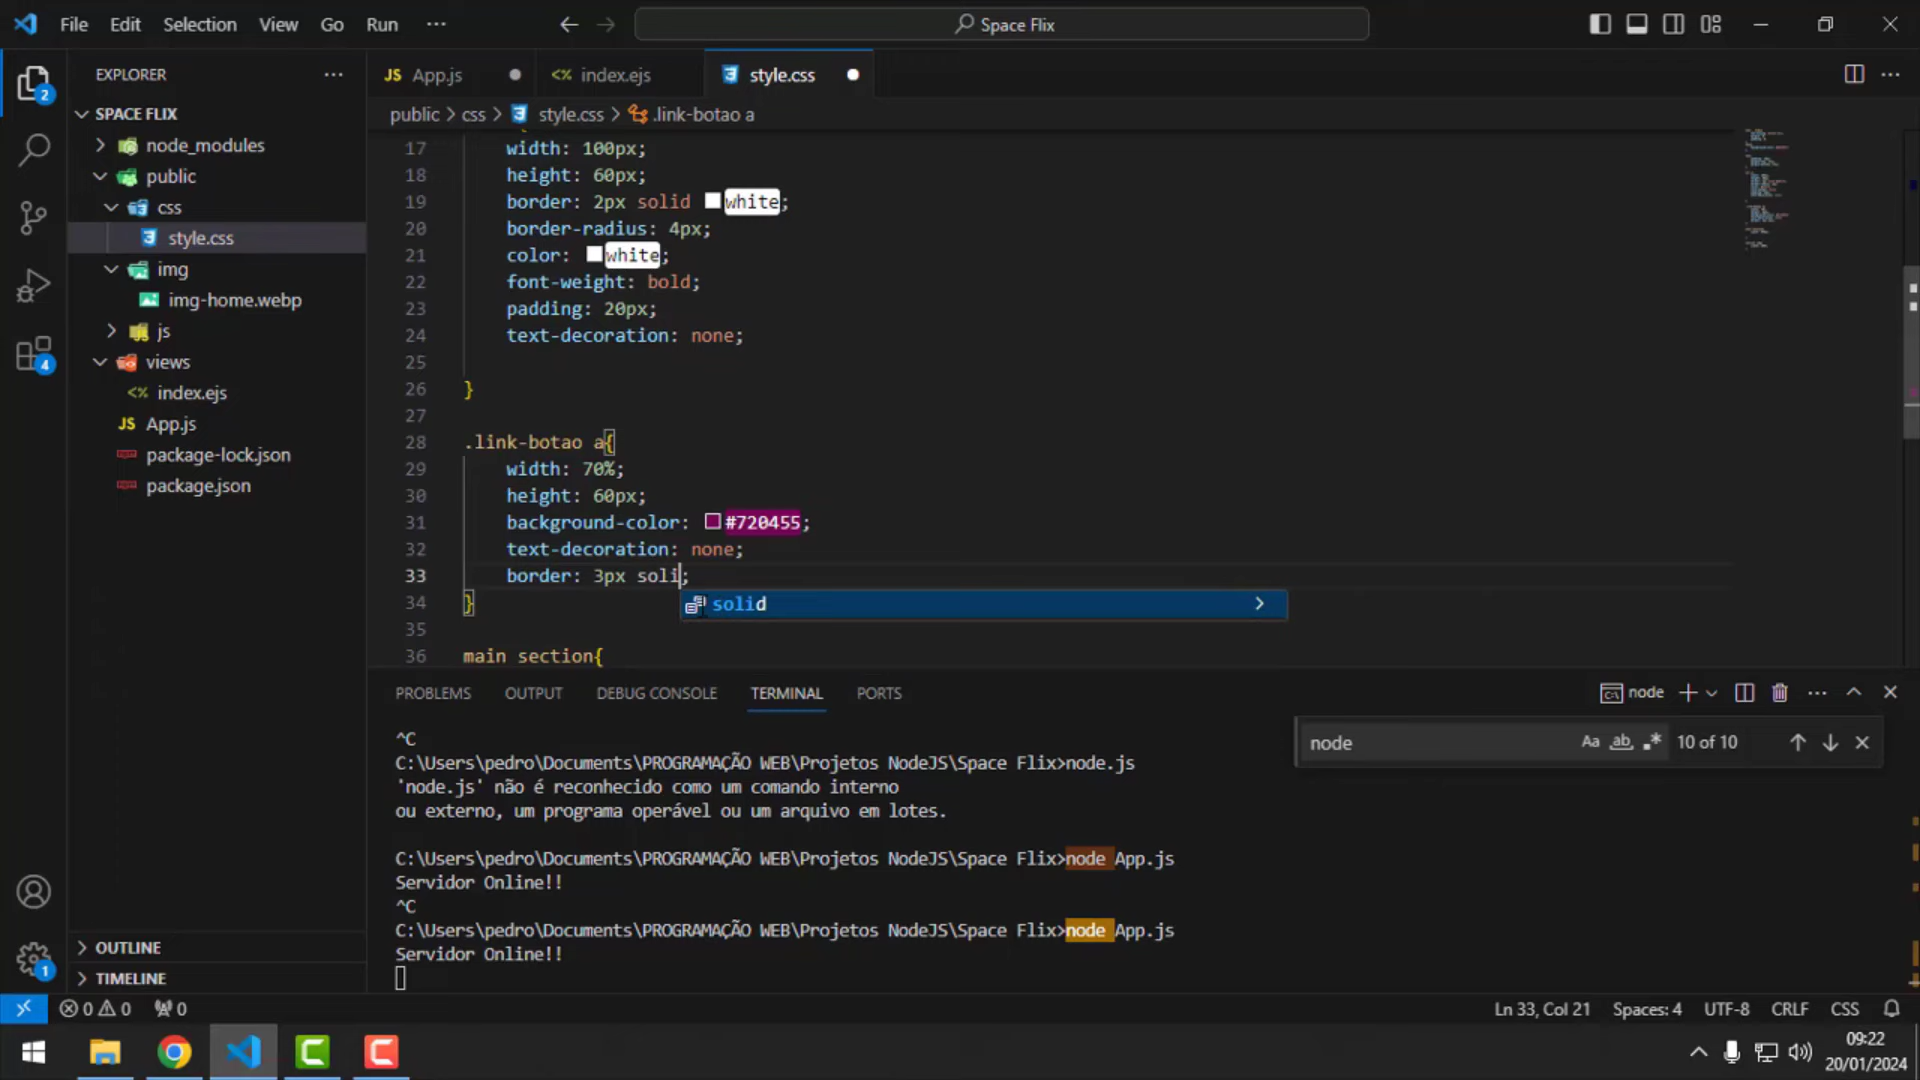 File Edit Selection View Go Run ··· Space Flix
EXPLORER ···
SPACE FLIX
node_modules
public
css
style.css
img
img-home.webp
js
views
index.ejs
App.js
package-lock.json
package.json
OUTLINE
TIMELINE
2
4
1
App.js index.ejs style.css
public > css > style.css > .link-botao a
17 width: 100px;
18 height: 60px;
19 border: 2px solid white;
20 border-radius: 4px;
21 color: white;
22 font-weight: bold;
23 padding: 20px;
24 text-decoration: none;
25
26 }
27
28 .link-botao a{
29 width: 70%;
30 height: 60px;
31 background-color: #720455;
32 text-decoration: none;
33 border: 3px soli;
34 }
solid
35
36 main section{
PROBLEMS OUTPUT DEBUG CONSOLE TERMINAL PORTS node
node Aa ab .* 10 of 10
^C
C:\Users\pedro\Documents\PROGRAMAÇÃO WEB\Projetos NodeJS\Space Flix>node.js
'node.js' não é reconhecido como um comando interno
ou externo, um programa operável ou um arquivo em lotes.
C:\Users\pedro\Documents\PROGRAMAÇÃO WEB\Projetos NodeJS\Space Flix>node App.js
Servidor Online!!
^C
C:\Users\pedro\Documents\PROGRAMAÇÃO WEB\Projetos NodeJS\Space Flix>node App.js
Servidor Online!!
0 0 0 Ln 33, Col 21 Spaces: 4 UTF-8 CRLF CSS
09:22
20/01/2024